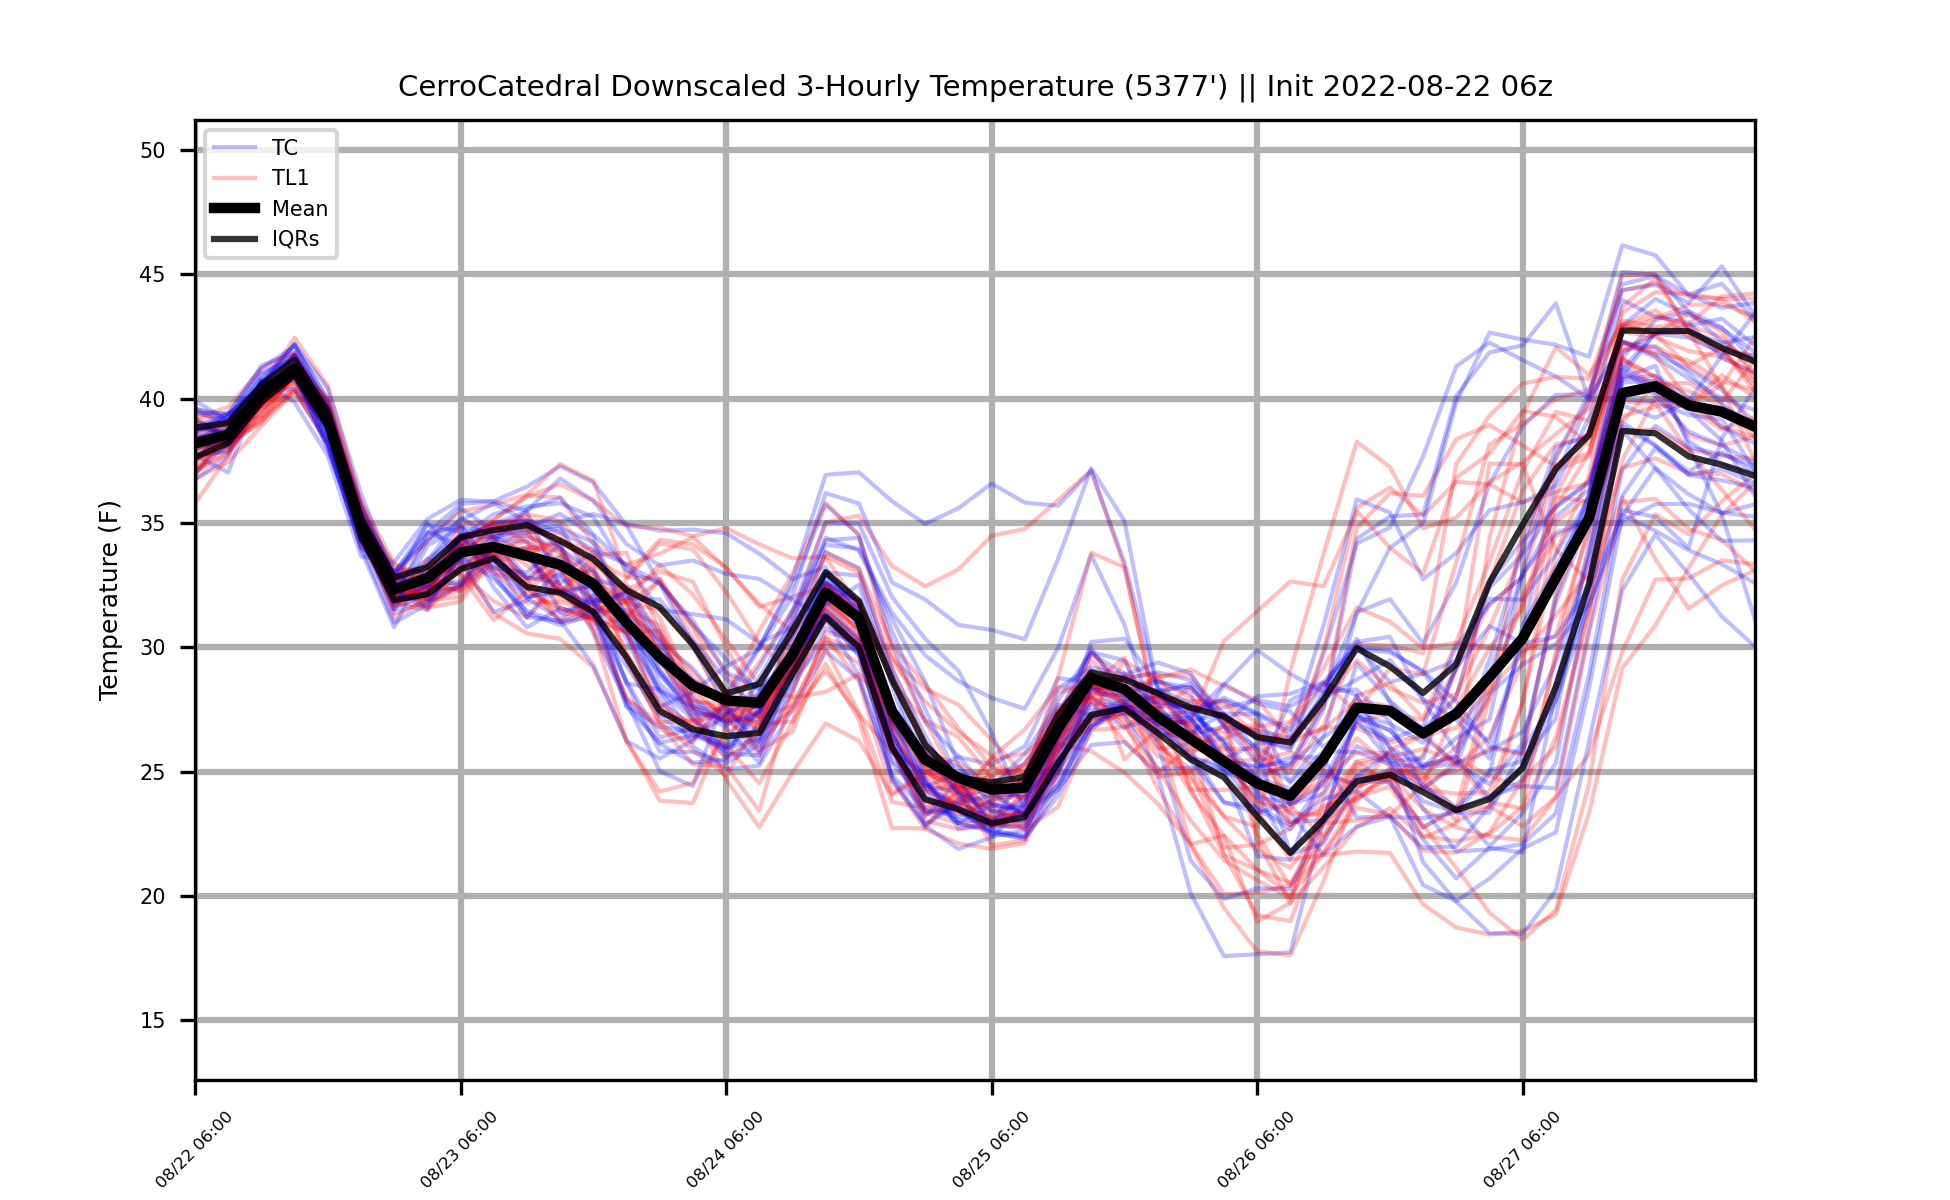 CerroCatedral Downscaled 3-Hourly Temperature (5377') || Init 2022-08-22 06z
TC
TL1
Mean
IQRs
Temperature (F)
50
45
40
35
30
25
20
15
08/22 06:00
08/23 06:00
08/24 06:00
08/25 06:00
08/26 06:00
08/27 06:00